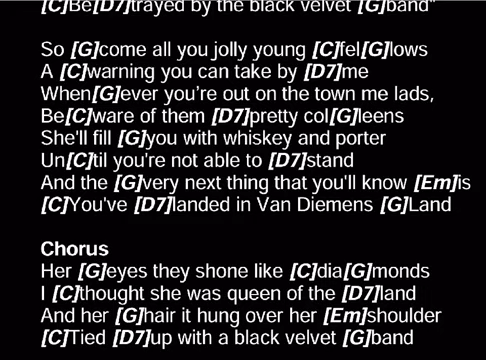 [C]Be[D7]trayed by the black velvet [G]band"
So [G]come all you jolly young [C]fel[G]lows
A [C]warning you can take by [D7]me
When[G]ever you're out on the town me lads,
Be[C]ware of them [D7]pretty col[G]leens
She'll fill [G]you with whiskey and porter
Un[C]til you're not able to [D7]stand
And the [G]very next thing that you'll know [Em]is
[C]You've [D7]landed in Van Diemens [G]Land
Chorus
Her [G]eyes they shone like [C]dia[G]monds
I [C]thought she was queen of the [D7]land
And her [G]hair it hung over her [Em]shoulder
[C]Tied [D7]up with a black velvet [G]band